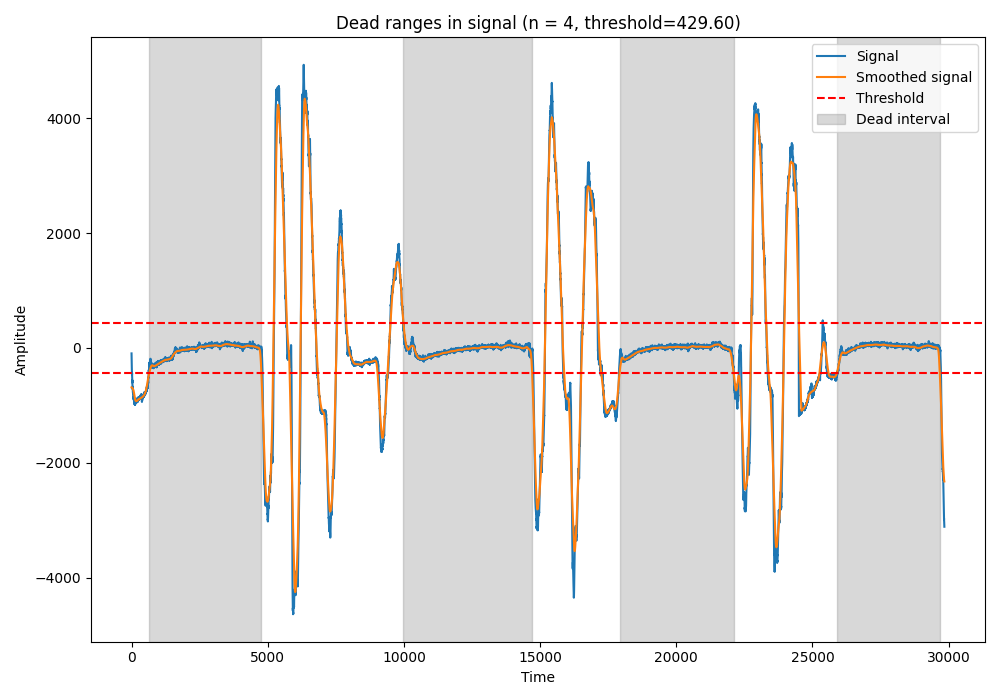 Dead ranges in signal (n = 4, threshold=429.60)
Signal
Smoothed signal
Threshold
Dead interval
Amplitude
4000
2000
0
−2000
−4000
0 5000 10000 15000 20000 25000 30000
Time